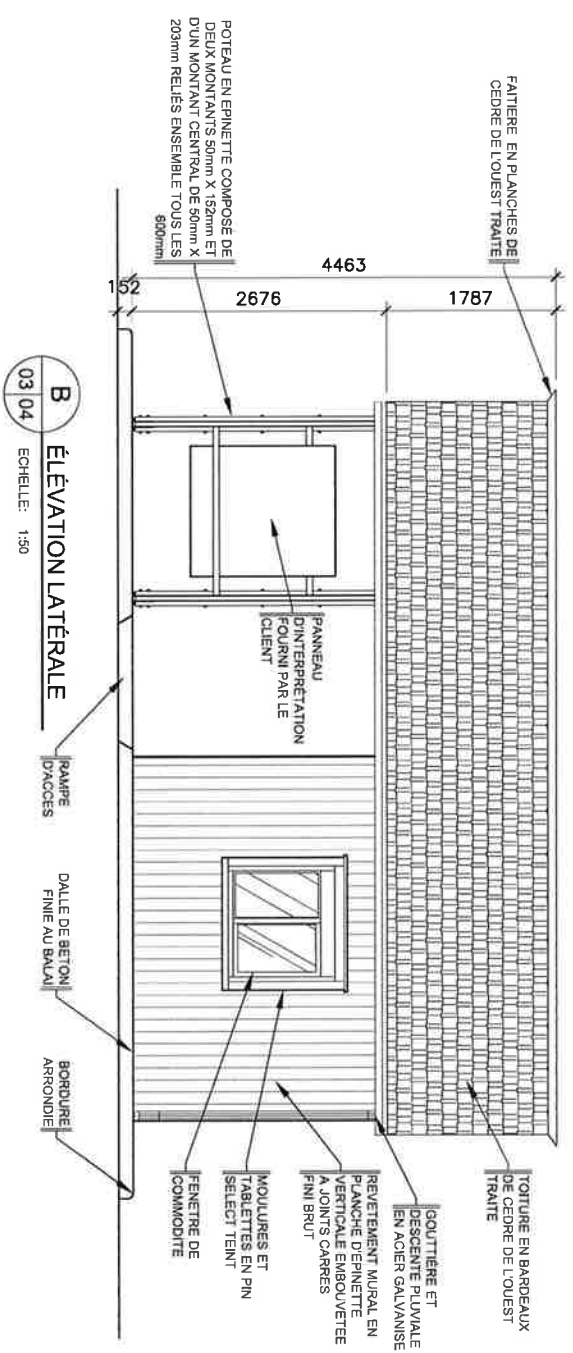 FAITIERE EN PLANCHES DE
CEDRE DE L'OUEST TRAITE
POTEAU EN EPINETTE COMPOSÉ DE
DEUX MONTANTS 50mm X 152mm ET
D'UN MONTANT CENTRAL DE 50mm X
203mm RELIÉS ENSEMBLE TOUS LES
600mm
4463
152
2676
1787
TOITURE EN BARDEAUX
DE CEDRE DE L'OUEST
TRAITE
GOUTTIÈRE ET
DESCENTE PLUVIALE
EN ACIER GALVANISE
REVETEMENT MURAL EN
PLANCHE D'EPINETTE
VERTICALE EMBOUVETEE
A JOINTS CARRES
FINI BRUT
MOULURES ET
TABLETTES EN PIN
SELECT TEINT
FENETRE DE
COMMODITE
PANNEAU
D'INTERPRÉTATION
FOURNI PAR LE
CLIENT
RAMPE
D'ACCES
DALLE DE BETON
FINIE AU BALAI
BORDURE
ARRONDIE
B
03 04
ÉLÉVATION LATÉRALE
ECHELLE: 1:50